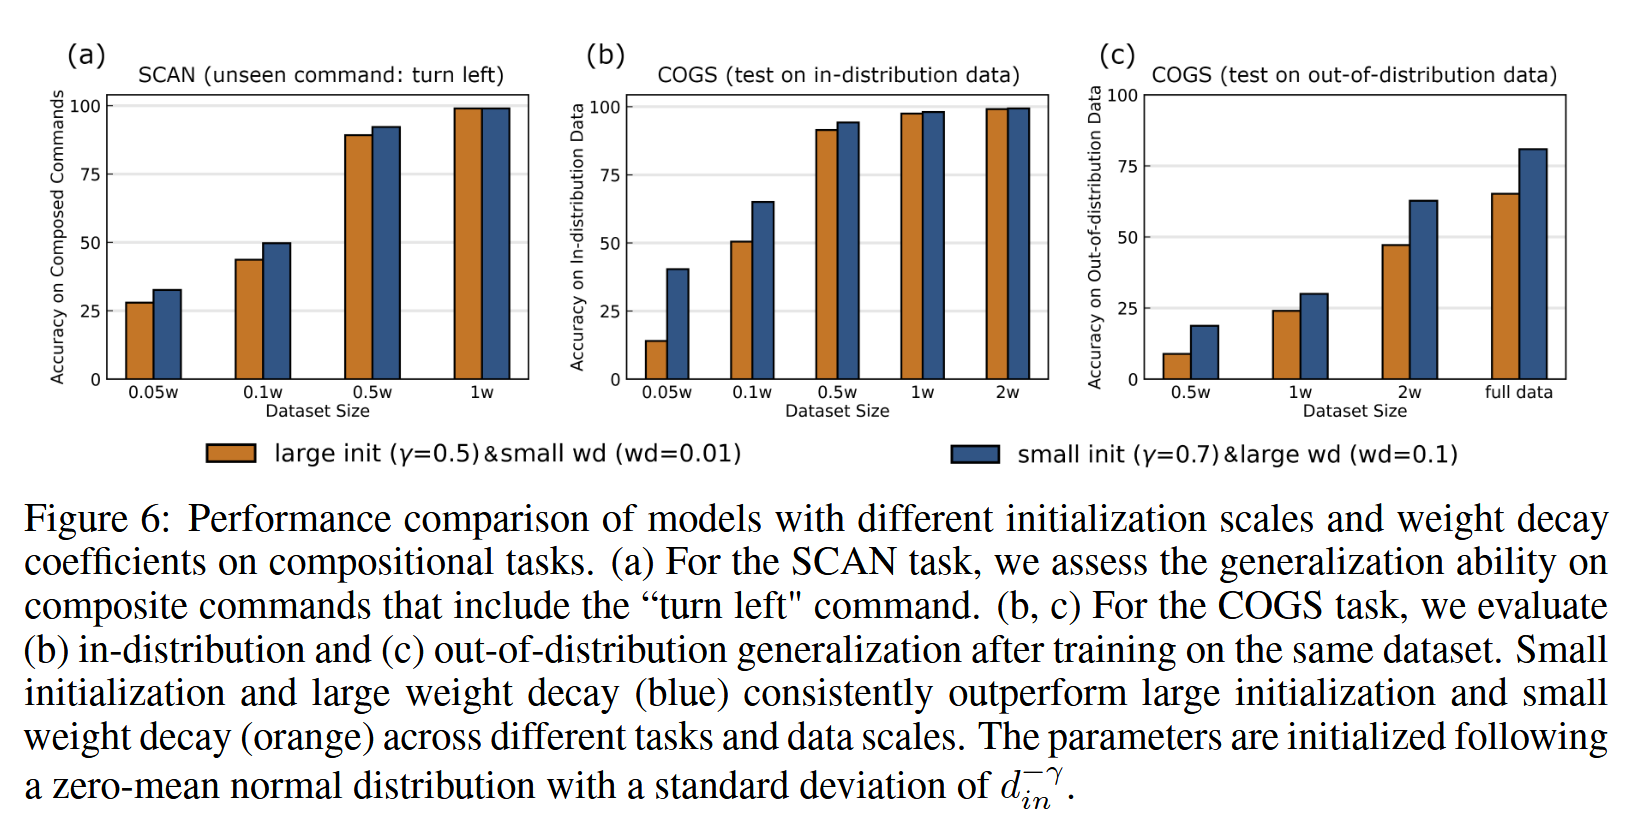 (a)
SCAN (unseen command: turn left)
Accuracy on Composed Commands
100
75
50
25
0
0.05w 0.1w 0.5w 1w
Dataset Size
(b)
COGS (test on in-distribution data)
Accuracy on In-distribution Data
100
75
50
25
0
0.05w 0.1w 0.5w 1w 2w
Dataset Size
(c)
COGS (test on out-of-distribution data)
Accuracy on Out-of-distribution Data
100
75
50
25
0
0.5w 1w 2w full data
Dataset Size
large init (γ=0.5)&small wd (wd=0.01)
small init (γ=0.7)&large wd (wd=0.1)
Figure 6: Performance comparison of models with different initialization scales and weight decay
coefficients on compositional tasks. (a) For the SCAN task, we assess the generalization ability on
composite commands that include the “turn left" command. (b, c) For the COGS task, we evaluate
(b) in-distribution and (c) out-of-distribution generalization after training on the same dataset. Small
initialization and large weight decay (blue) consistently outperform large initialization and small
weight decay (orange) across different tasks and data scales. The parameters are initialized following
a zero-mean normal distribution with a standard deviation of $d_{in}^{-\gamma}$.